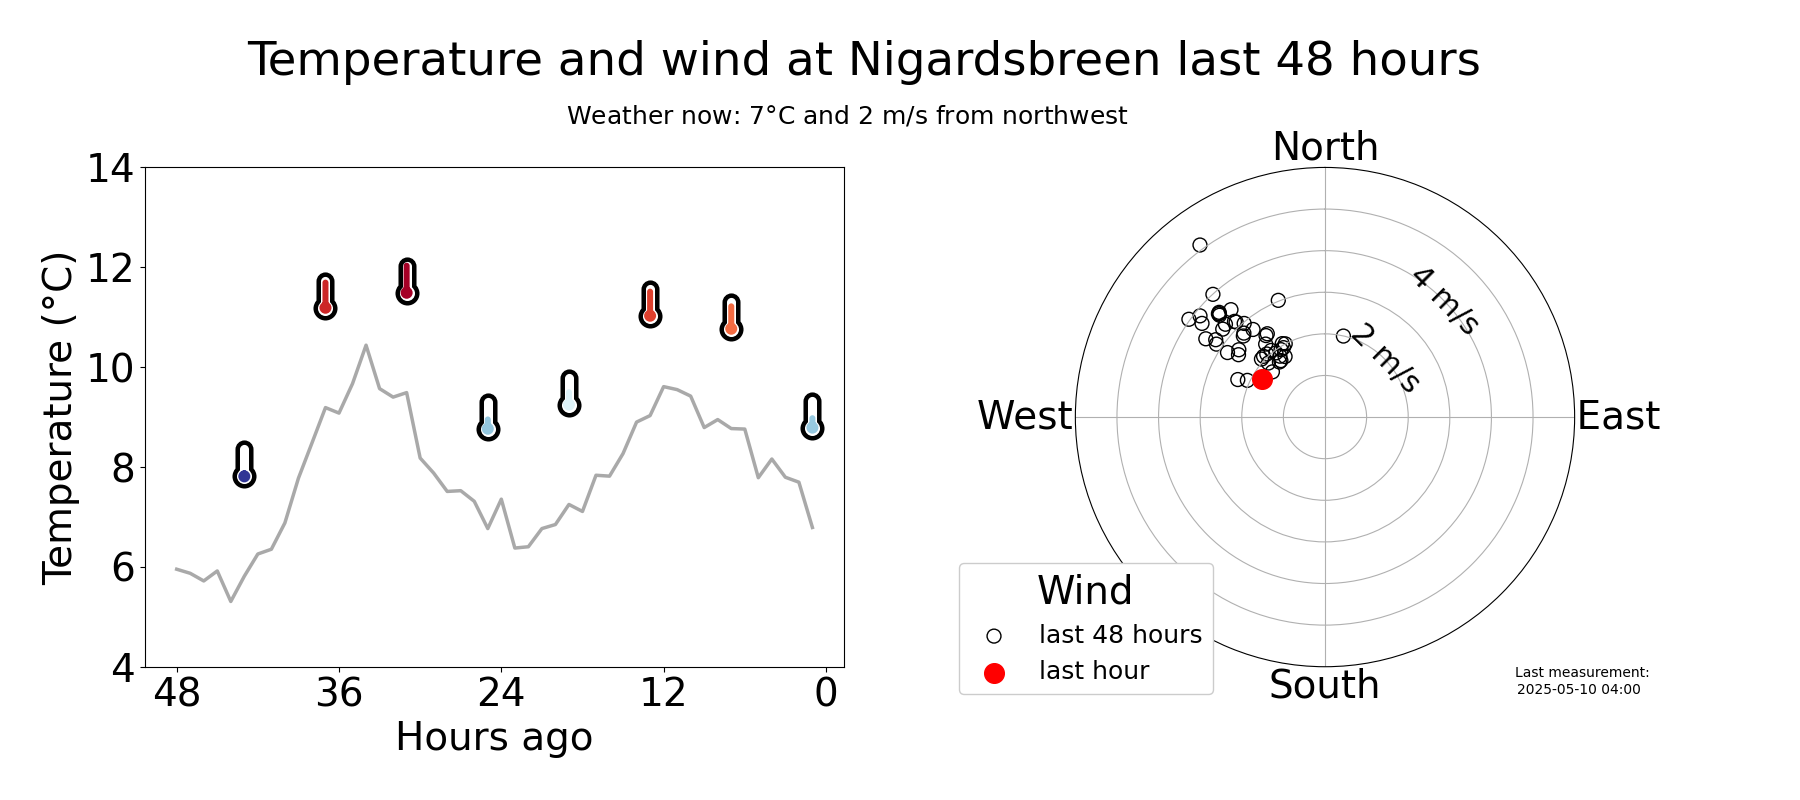 Temperature and wind at Nigardsbreen last 48 hours
Weather now: 7°C and 2 m/s from northwest
Temperature (°C)
14
12
10
8
6
4
48 36 24 12 0
Hours ago
North
West
East
South
4 m/s
2 m/s
Wind
last 48 hours
last hour
Last measurement:
2025-05-10 04:00